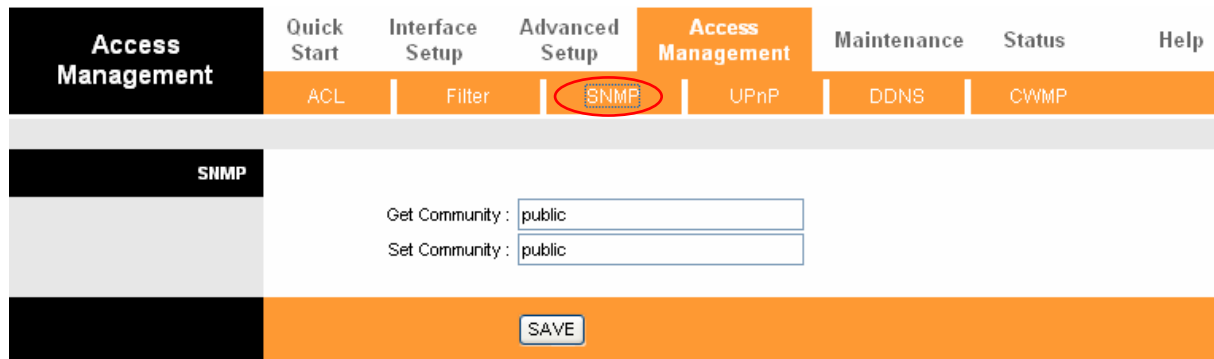 Access Management
Quick Start
Interface Setup
Advanced Setup
Access Management
Maintenance
Status
Help
ACL
Filter
SNMP
UPnP
DDNS
CWMP
SNMP
Get Community : public
Set Community : public
SAVE